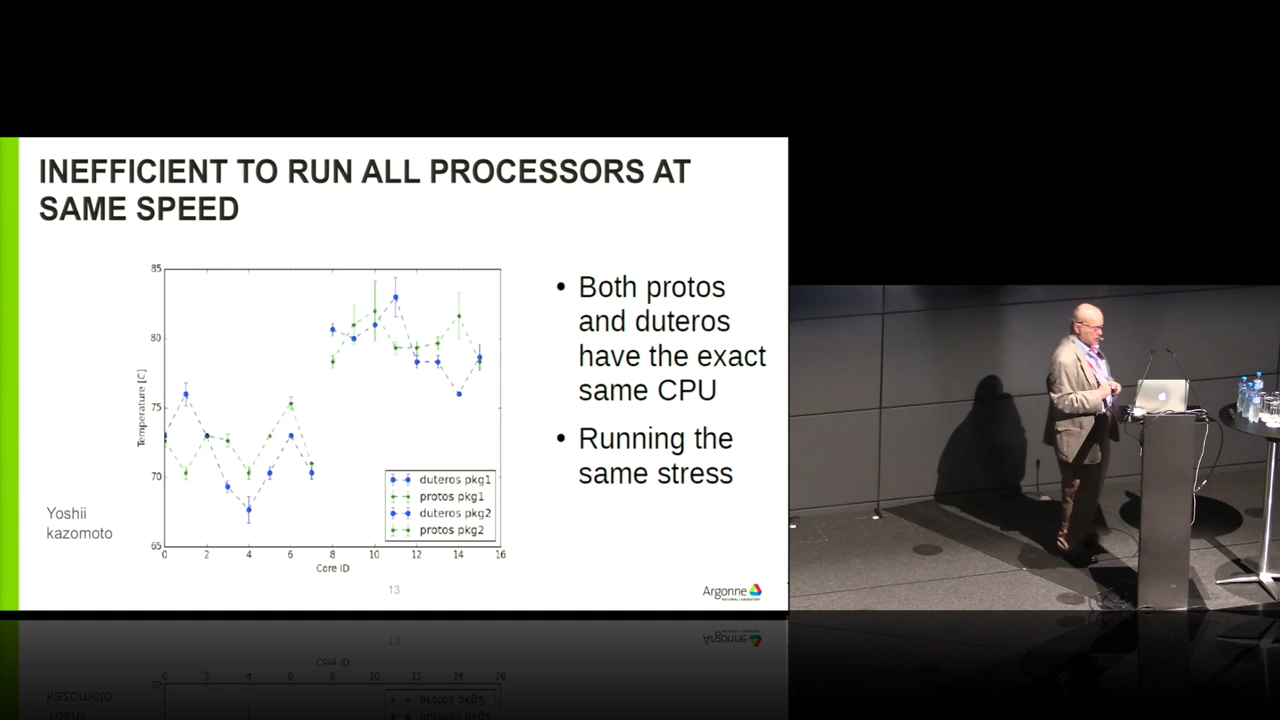 INEFFICIENT TO RUN ALL PROCESSORS AT
SAME SPEED
85
80
75
70
65
Temperature [C]
0 2 4 6 8 10 12 14 16
Core ID
duteros pkg1
protos pkg1
duteros pkg2
protos pkg2
• Both protos
and duteros
have the exact
same CPU
• Running the
same stress
Yoshii
kazomoto
13
Argonne
NATIONAL LABORATORY